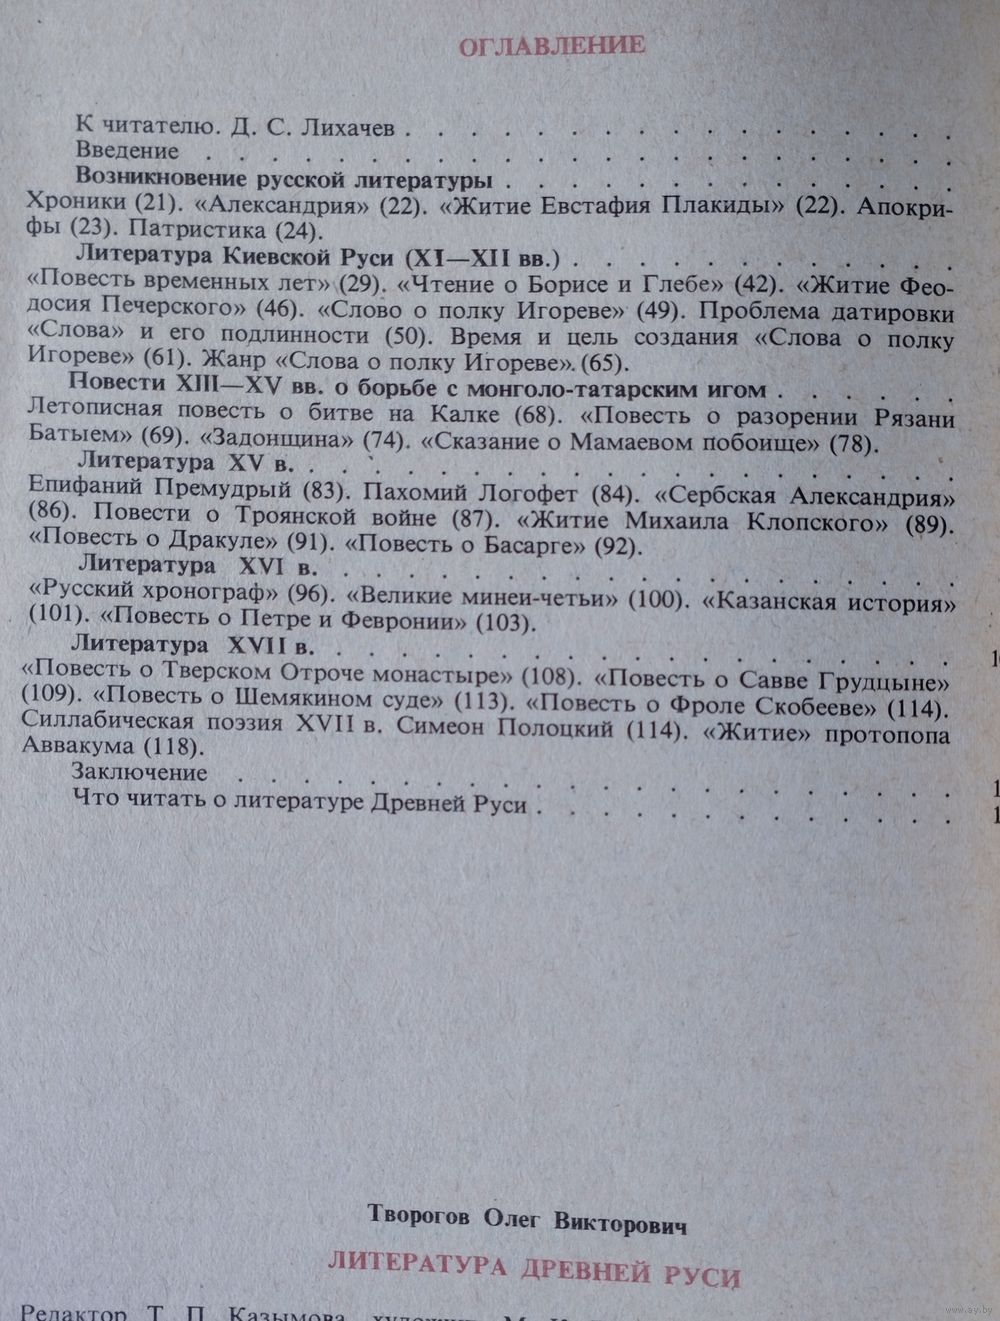 ОГЛАВЛЕНИЕ
К читателю. Д. С. Лихачев . . . . . . . . . . . . . . . . .
Введение . . . . . . . . . . . . . . . . . . . . . . .
Возникновение русской литературы . . . . . . . . . . . . . .
Хроники (21). «Александрия» (22). «Житие Евстафия Плакиды» (22). Апокри-
фы (23). Патристика (24).
Литература Киевской Руси (XI—XII вв.) . . . . . . . . . . . .
«Повесть временных лет» (29). «Чтение о Борисе и Глебе» (42). «Житие Фео-
досия Печерского» (46). «Слово о полку Игореве» (49). Проблема датировки
«Слова» и его подлинности (50). Время и цель создания «Слова о полку
Игореве» (61). Жанр «Слова о полку Игореве». (65).
Повести XIII—XV вв. о борьбе с монголо-татарским игом . . . . . .
Летописная повесть о битве на Калке (68). «Повесть о разорении Рязани
Батыем» (69). «Задонщина» (74). «Сказание о Мамаевом побоище» (78).
Литература XV в. . . . . . . . . . . . . . . . . . . . .
Епифаний Премудрый (83). Пахомий Логофет (84). «Сербская Александрия»
(86). Повести о Троянской войне (87). «Житие Михаила Клопского» (89).
«Повесть о Дракуле» (91). «Повесть о Басарге» (92).
Литература XVI в. . . . . . . . . . . . . . . . . . . .
«Русский хронограф» (96). «Великие минеи-четьи» (100). «Казанская история»
(101). «Повесть о Петре и Февронии» (103).
Литература XVII в. . . . . . . . . . . . . . . . . . . . 1
«Повесть о Тверском Отроче монастыре» (108). «Повесть о Савве Грудцыне»
(109). «Повесть о Шемякином суде» (113). «Повесть о Фроле Скобееве» (114).
Силлабическая поэзия XVII в. Симеон Полоцкий (114). «Житие» протопопа
Аввакума (118).
Заключение . . . . . . . . . . . . . . . . . . . . . . 1
Что читать о литературе Древней Руси . . . . . . . . . . . . . 1
Творогов Олег Викторович
ЛИТЕРАТУРА ДРЕВНЕЙ РУСИ
Редактор Т. П. Казымова,
www.ay.by